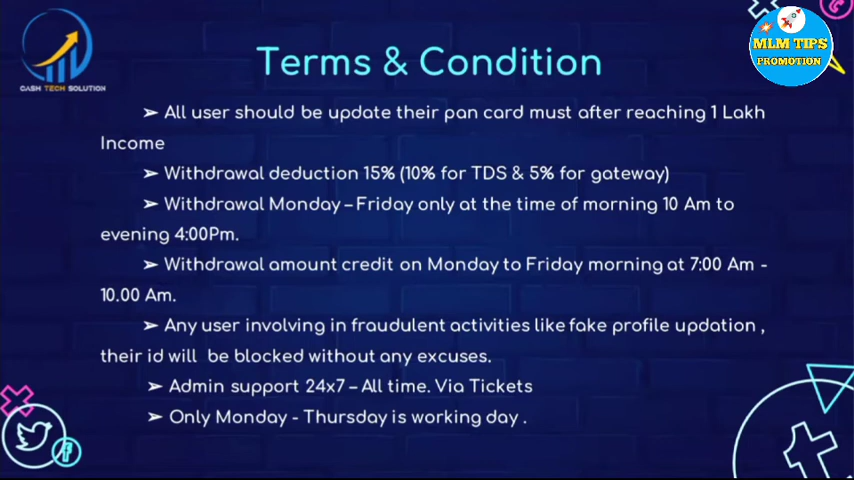 CASH TECH SOLUTION
MLM TIPS
PROMOTION
Terms & Condition
➢ All user should be update their pan card must after reaching 1 Lakh
Income
➢ Withdrawal deduction 15% (10% for TDS & 5% for gateway)
➢ Withdrawal Monday – Friday only at the time of morning 10 Am to
evening 4:00Pm.
➢ Withdrawal amount credit on Monday to Friday morning at 7:00 Am -
10.00 Am.
➢ Any user involving in fraudulent activities like fake profile updation ,
their id will be blocked without any excuses.
➢ Admin support 24x7 – All time. Via Tickets
➢ Only Monday - Thursday is working day .